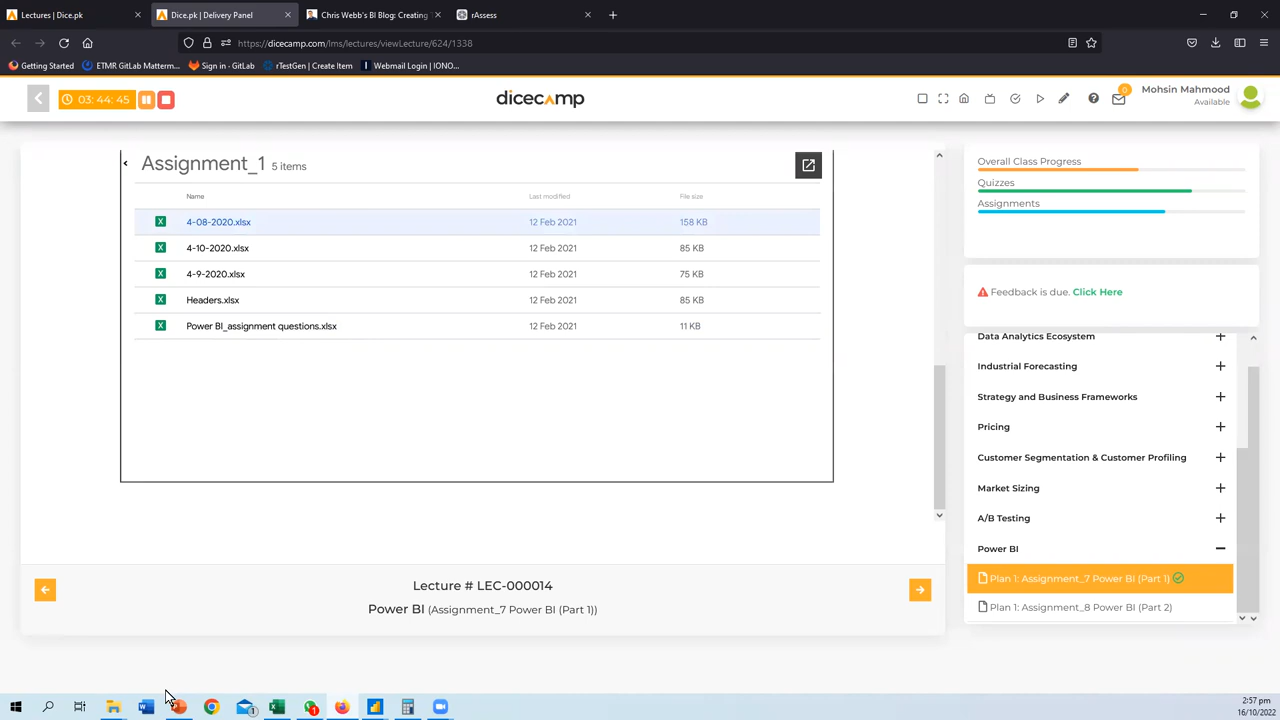 Lectures | Dice.pk
Dice.pk | Delivery Panel
Chris Webb's BI Blog: Creating
rAssess
https://dicecamp.com/lms/lectures/viewLecture/624/1338
Getting Started
ETMR GitLab Matterm...
Sign in · GitLab
rTestGen | Create Item
Webmail Login | IONO...
03: 44: 45
dicecamp
0
Mohsin Mahmood
Available
Assignment_1 5 items
Name Last modified File size
4-08-2020.xlsx 12 Feb 2021 158 KB
4-10-2020.xlsx 12 Feb 2021 85 KB
4-9-2020.xlsx 12 Feb 2021 75 KB
Headers.xlsx 12 Feb 2021 85 KB
Power BI_assignment questions.xlsx 12 Feb 2021 11 KB
Lecture # LEC-000014
Power BI (Assignment_7 Power BI (Part 1))
Overall Class Progress
Quizzes
Assignments
Feedback is due. Click Here
Data Analytics Ecosystem
Industrial Forecasting
Strategy and Business Frameworks
Pricing
Customer Segmentation & Customer Profiling
Market Sizing
A/B Testing
Power BI
Plan 1: Assignment_7 Power BI (Part 1)
Plan 1: Assignment_8 Power BI (Part 2)
2:57 pm
16/10/2022